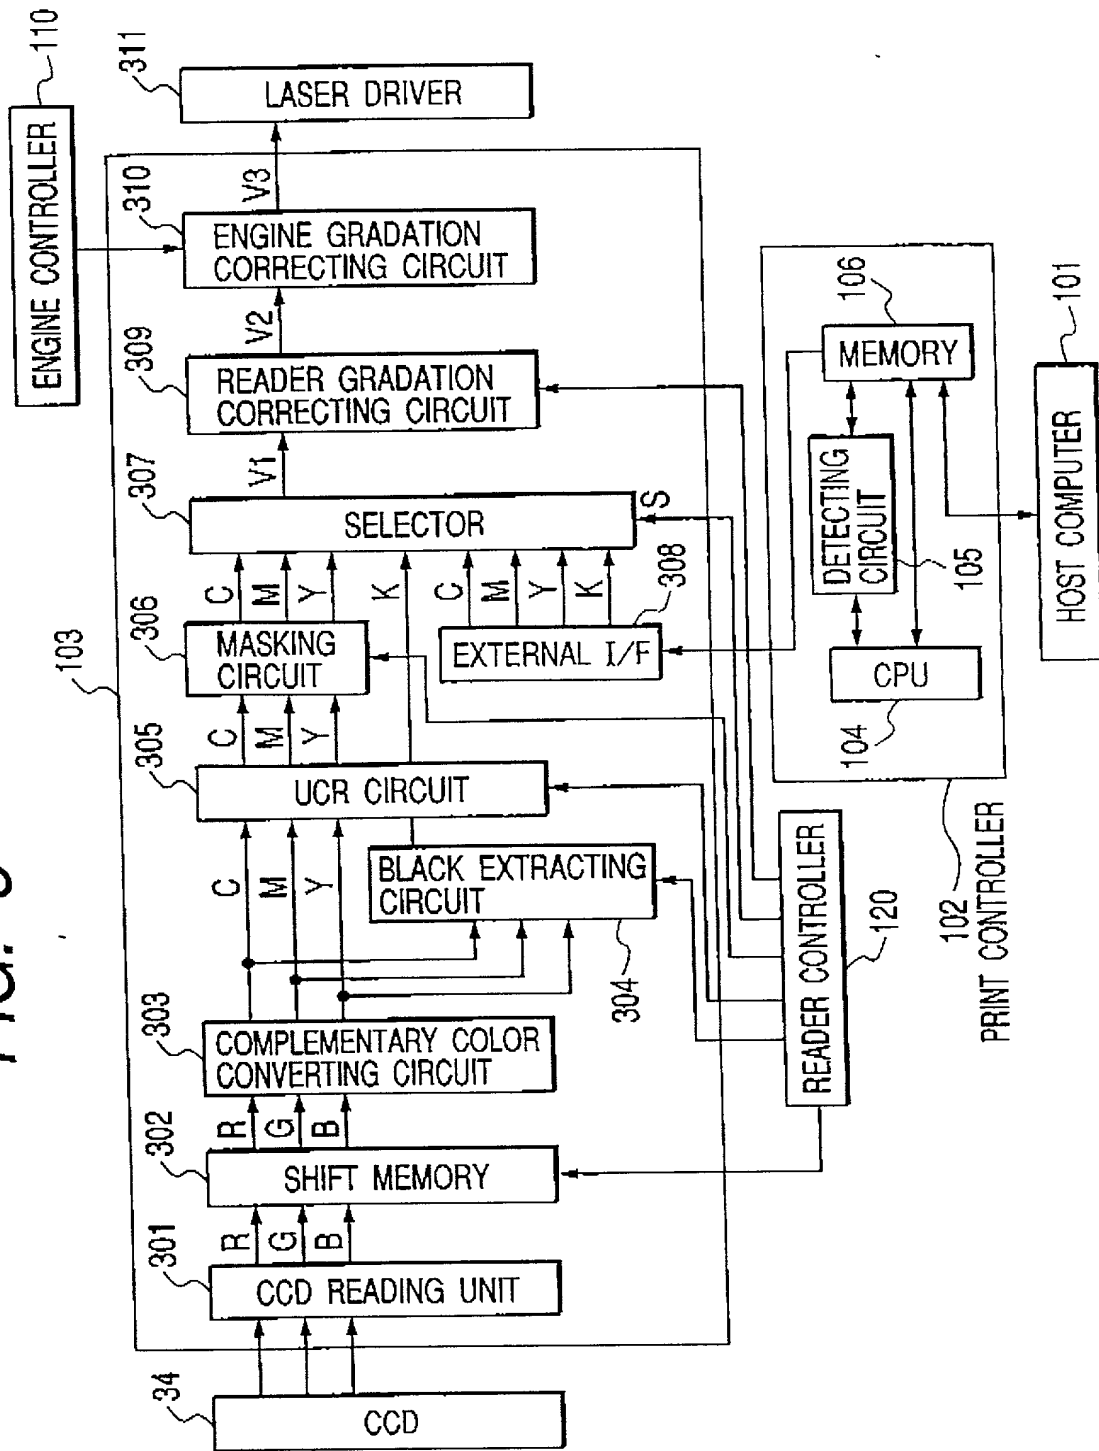 110
ENGINE CONTROLLER
311
LASER DRIVER
103
310
V3
ENGINE GRADATION
CORRECTING CIRCUIT
V2
309
READER GRADATION
CORRECTING CIRCUIT
V1
307
SELECTOR
S
C
M
Y
K
C
M
Y
K
306
MASKING
CIRCUIT
308
EXTERNAL I/F
C
M
Y
305
UCR CIRCUIT
C
M
Y
BLACK EXTRACTING
CIRCUIT
304
303
COMPLEMENTARY COLOR
CONVERTING CIRCUIT
R
G
B
302
SHIFT MEMORY
R
G
B
301
CCD READING UNIT
34
CCD
106
MEMORY
DETECTING
CIRCUIT
105
CPU
104
101
HOST COMPUTER
102
PRINT CONTROLLER
READER CONTROLLER
120